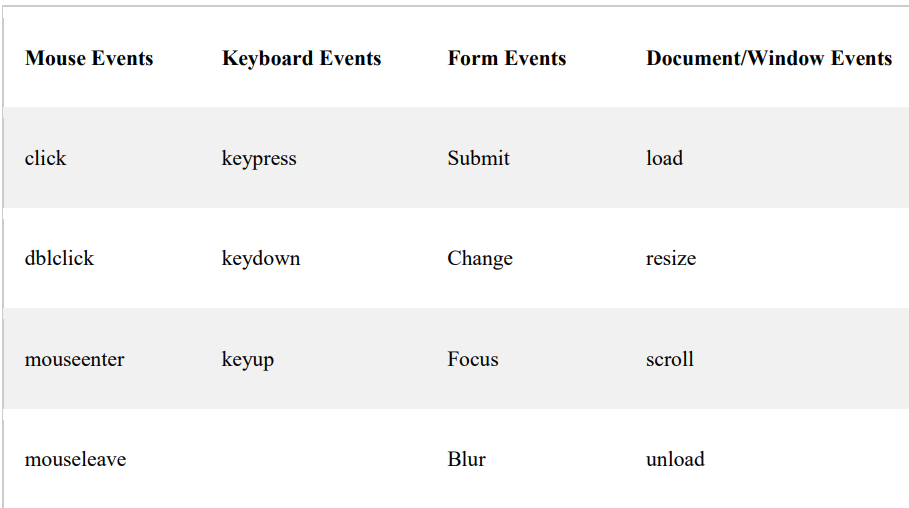 Mouse Events Keyboard Events Form Events Document/Window Events
click keypress Submit load
dblclick keydown Change resize
mouseenter keyup Focus scroll
mouseleave Blur unload